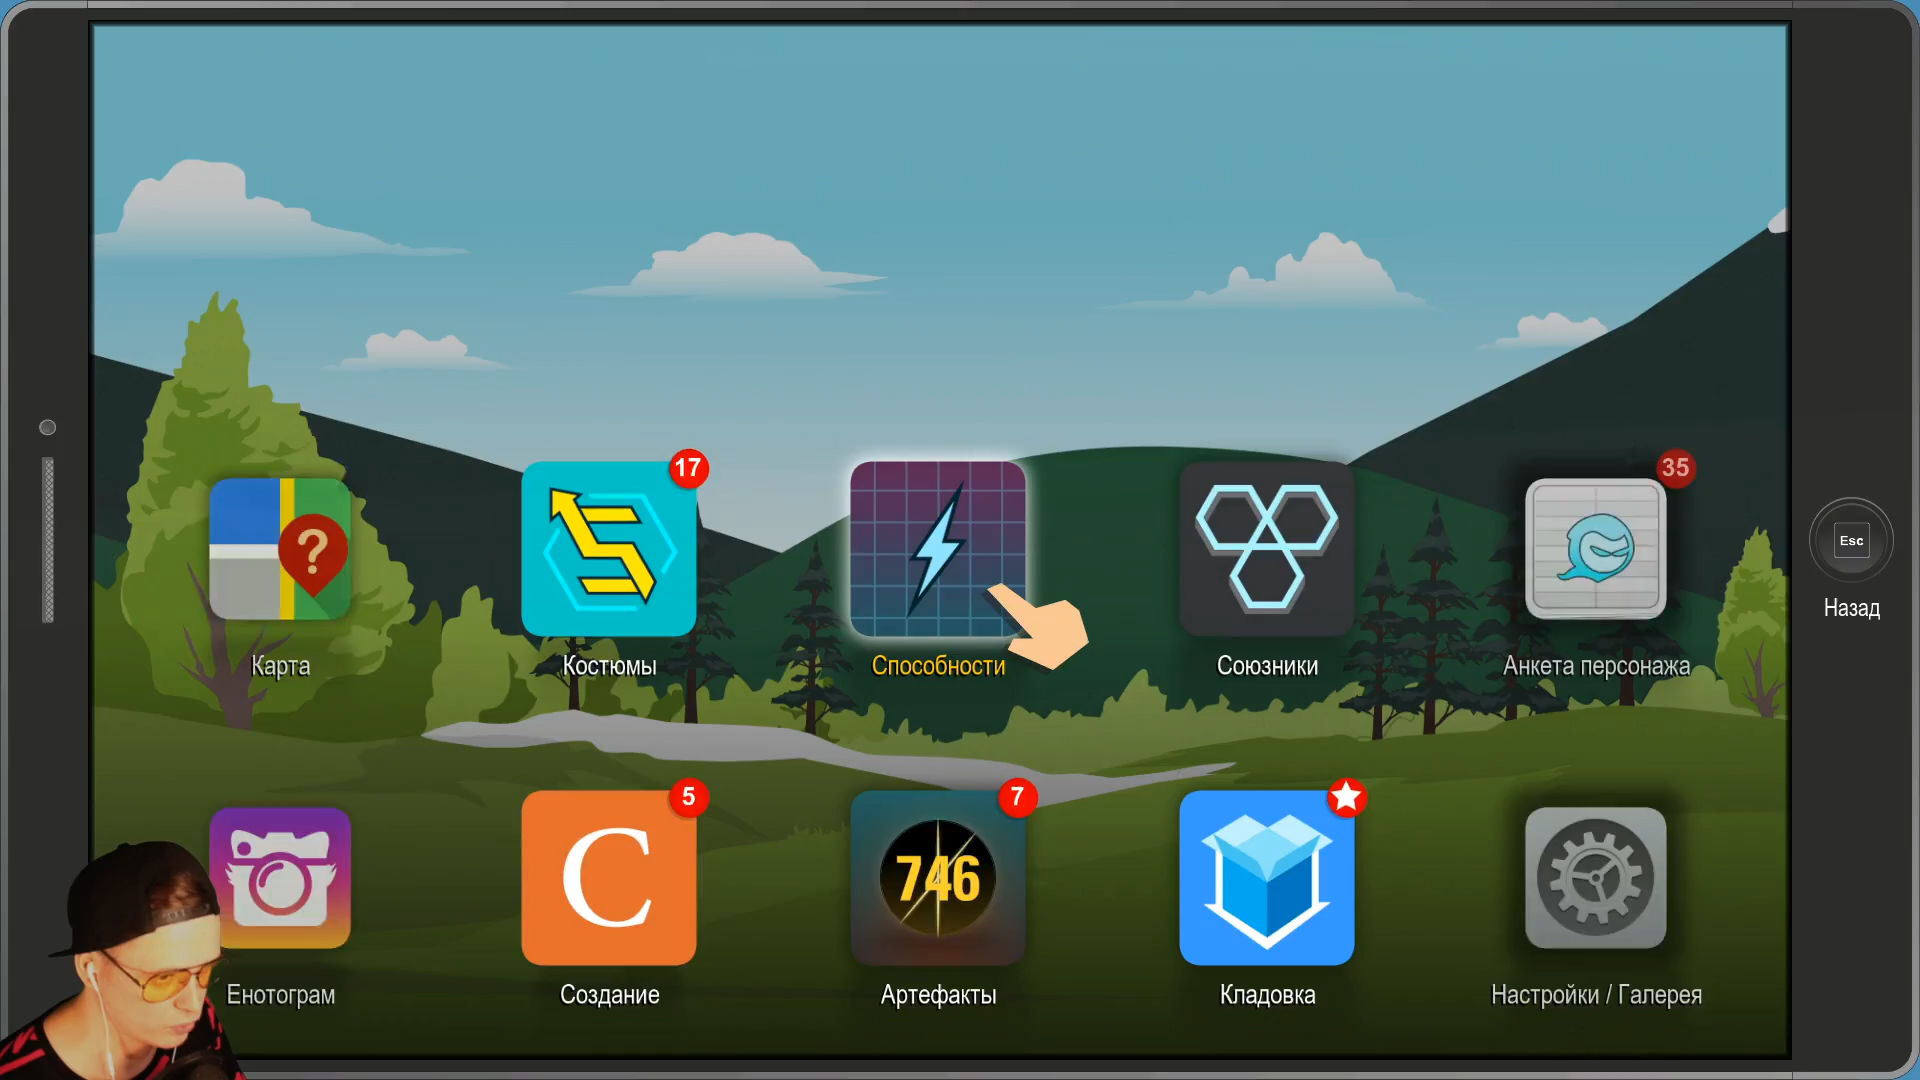 17
35
Карта
Костюмы
Способности
Союзники
Анкета персонажа
Esc
Назад
5
7
C
746
Енотограм
Создание
Артефакты
Кладовка
Настройки / Галерея